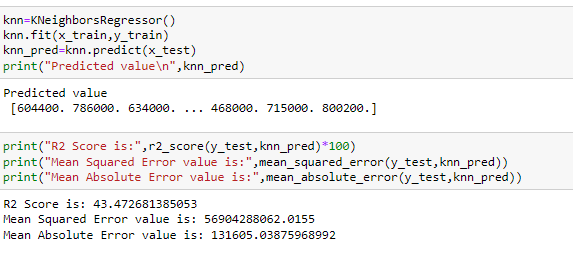 knn=KNeighborsRegressor()
knn.fit(x_train,y_train)
knn_pred=knn.predict(x_test)
print("Predicted value\n",knn_pred)
Predicted value
 [604400. 786000. 634000. ... 468000. 715000. 800200.]
print("R2 Score is:",r2_score(y_test,knn_pred)*100)
print("Mean Squared Error value is:",mean_squared_error(y_test,knn_pred))
print("Mean Absolute Error value is:",mean_absolute_error(y_test,knn_pred))
R2 Score is: 43.472681385053
Mean Squared Error value is: 56904288062.0155
Mean Absolute Error value is: 131605.03875968992